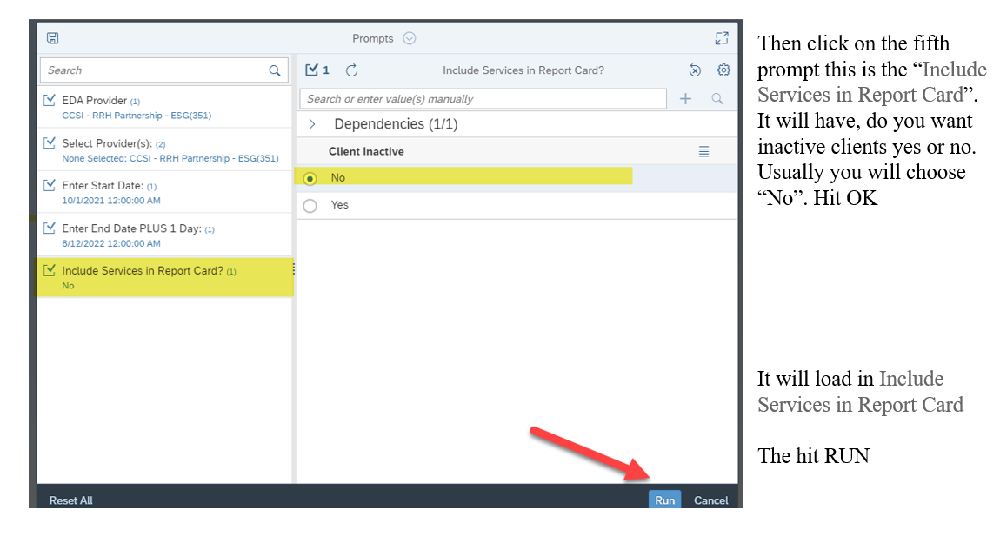 Prompts
Search
EDA Provider (1)
CCSI - RRH Partnership - ESG(351)
Select Provider(s): (2)
None Selected; CCSI - RRH Partnership - ESG(351)
Enter Start Date: (1)
10/1/2021 12:00:00 AM
Enter End Date PLUS 1 Day: (1)
8/12/2022 12:00:00 AM
Include Services in Report Card? (1)
No
1
Include Services in Report Card?
Search or enter value(s) manually
Dependencies (1/1)
Client Inactive
No
Yes
Reset All
Run
Cancel
Then click on the fifth
prompt this is the “Include
Services in Report Card”.
It will have, do you want
inactive clients yes or no.
Usually you will choose
“No”. Hit OK
It will load in Include
Services in Report Card
The hit RUN